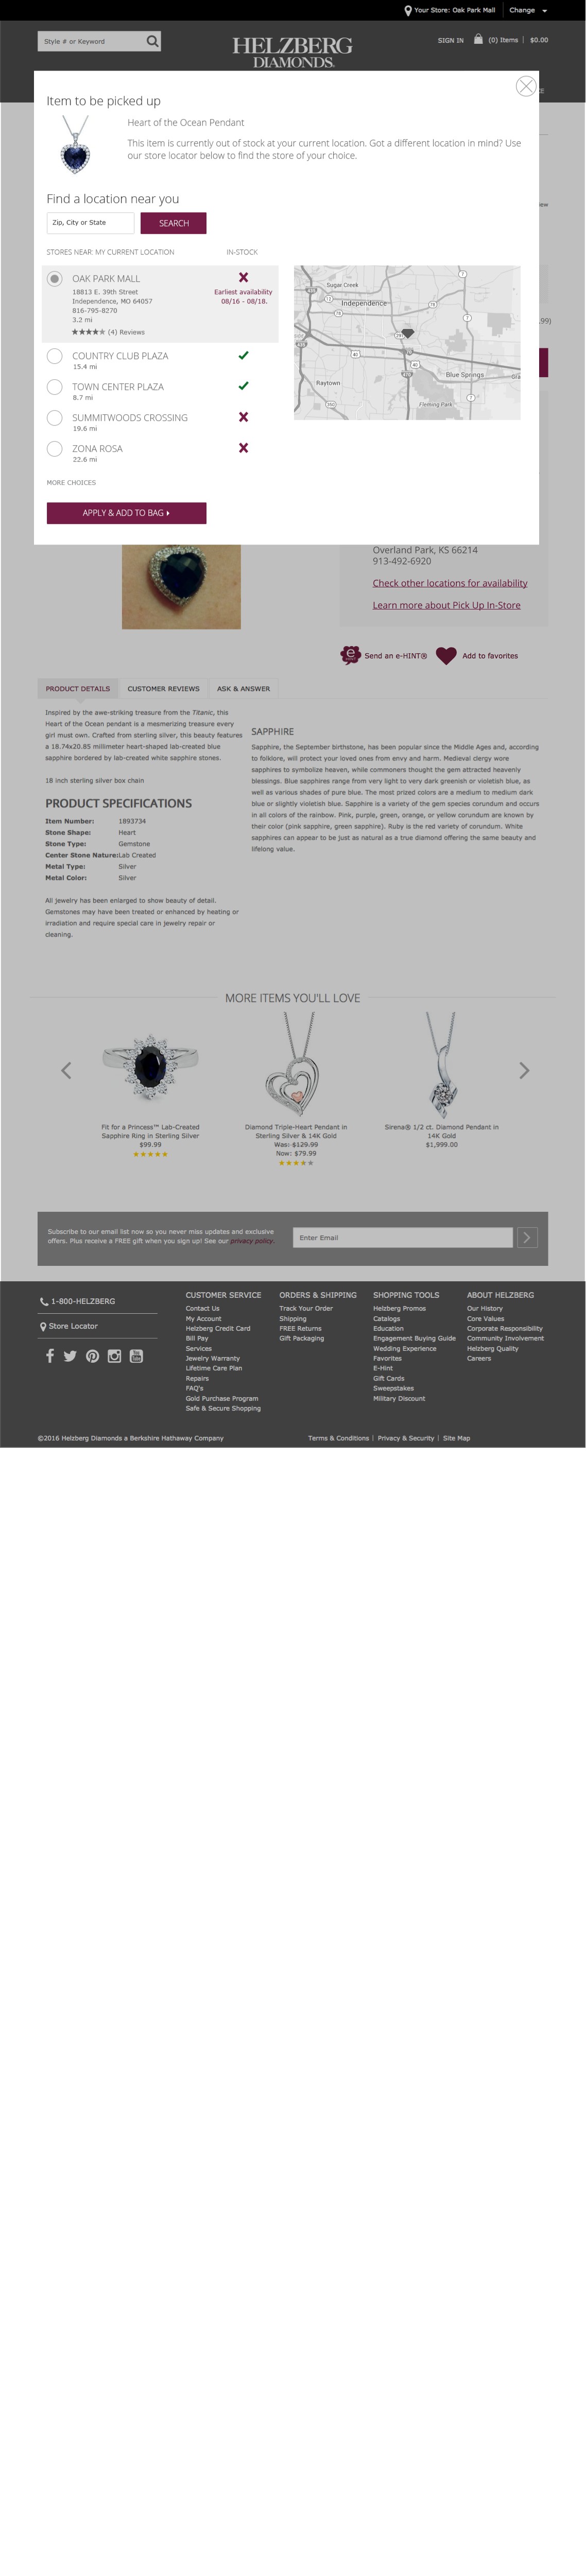 Your Store: Oak Park Mall
Change
Style # or Keyword
HELZBERG
DIAMONDS.
SIGN IN
(0) Items
$0.00
Item to be picked up
Heart of the Ocean Pendant
This item is currently out of stock at your current location. Got a different location in mind? Use
our store locator below to find the store of your choice.
Find a location near you
Zip, City or State
SEARCH
STORES NEAR: MY CURRENT LOCATION
IN-STOCK
OAK PARK MALL
18813 E. 39th Street
Independence, MO 64057
816-795-8270
3.2 mi
(4) Reviews
Earliest availability
08/16 - 08/18.
COUNTRY CLUB PLAZA
15.4 mi
TOWN CENTER PLAZA
8.7 mi
SUMMITWOODS CROSSING
19.6 mi
ZONA ROSA
22.6 mi
MORE CHOICES
APPLY & ADD TO BAG
Sugar Creek
Independence
Raytown
Blue Springs
Fleming Park
.99)
Overland Park, KS 66214
913-492-6920
Check other locations for availability
Learn more about Pick Up In-Store
Send an e-HINT®
Add to favorites
PRODUCT DETAILS
CUSTOMER REVIEWS
ASK & ANSWER
Inspired by the awe-striking treasure from the Titanic, this
Heart of the Ocean pendant is a mesmerizing treasure every
girl must own. Crafted from sterling silver, this beauty features
a 18.74x20.85 millimeter heart-shaped lab-created blue
sapphire bordered by lab-created white sapphire stones.
18 inch sterling silver box chain
PRODUCT SPECIFICATIONS
Item Number: 1893734
Stone Shape: Heart
Stone Type: Gemstone
Center Stone Nature: Lab Created
Metal Type: Silver
Metal Color: Silver
All jewelry has been enlarged to show beauty of detail.
Gemstones may have been treated or enhanced by heating or
irradiation and require special care in jewelry repair or
cleaning.
SAPPHIRE
Sapphire, the September birthstone, has been popular since the Middle Ages and, according
to folklore, will protect your loved ones from envy and harm. Medieval clergy wore
sapphires to symbolize heaven, while commoners thought the gem attracted heavenly
blessings. Blue sapphires range from very light to very dark greenish or violetish blue, as
well as various shades of pure blue. The most prized colors are a medium to medium dark
blue or slightly violetish blue. Sapphire is a variety of the gem species corundum and occurs
in all colors of the rainbow. Pink, purple, green, orange, or yellow corundum are known by
their color (pink sapphire, green sapphire). Ruby is the red variety of corundum. White
sapphires can appear to be just as natural as a true diamond offering the same beauty and
lifelong value.
MORE ITEMS YOU'LL LOVE
Fit for a Princess™ Lab-Created
Sapphire Ring in Sterling Silver
$99.99
Diamond Triple-Heart Pendant in
Sterling Silver & 14K Gold
Was: $129.99
Now: $79.99
Sirena® 1/2 ct. Diamond Pendant in
14K Gold
$1,999.00
Subscribe to our email list now so you never miss updates and exclusive
offers. Plus receive a FREE gift when you sign up! See our privacy policy.
Enter Email
1-800-HELZBERG
Store Locator
CUSTOMER SERVICE
Contact Us
My Account
Helzberg Credit Card
Bill Pay
Services
Jewelry Warranty
Lifetime Care Plan
Repairs
FAQ's
Gold Purchase Program
Safe & Secure Shopping
ORDERS & SHIPPING
Track Your Order
Shipping
FREE Returns
Gift Packaging
SHOPPING TOOLS
Helzberg Promos
Catalogs
Education
Engagement Buying Guide
Wedding Experience
Favorites
E-Hint
Gift Cards
Sweepstakes
Military Discount
ABOUT HELZBERG
Our History
Core Values
Corporate Responsibility
Community Involvement
Helzberg Quality
Careers
©2016 Helzberg Diamonds a Berkshire Hathaway Company
Terms & Conditions
Privacy & Security
Site Map